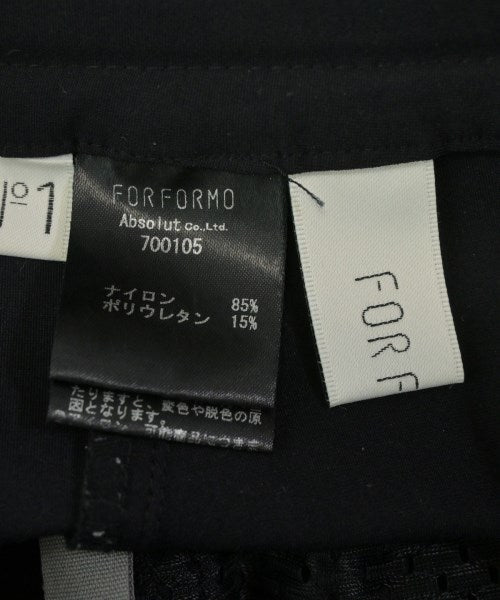 №1
FORFORMO
Absolut Co.,Ltd.
700105
ナイロン 85%
ポリウレタン 15%
たりますと、変色や脱色の原
因となります。
FORF